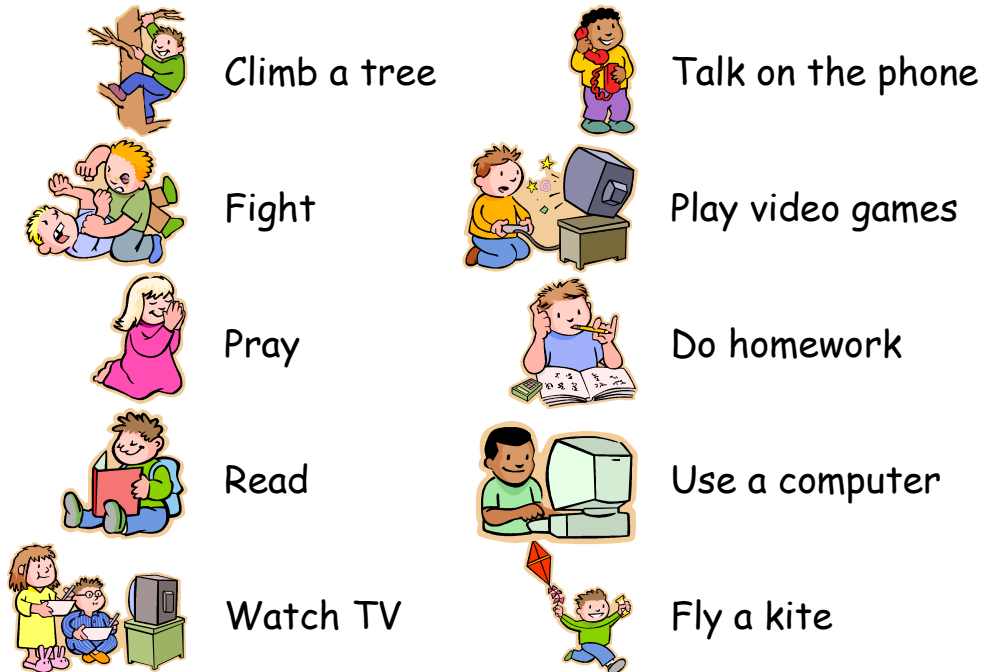 Climb a tree
Talk on the phone
Fight
Play video games
Pray
Do homework
Read
Use a computer
Watch TV
Fly a kite